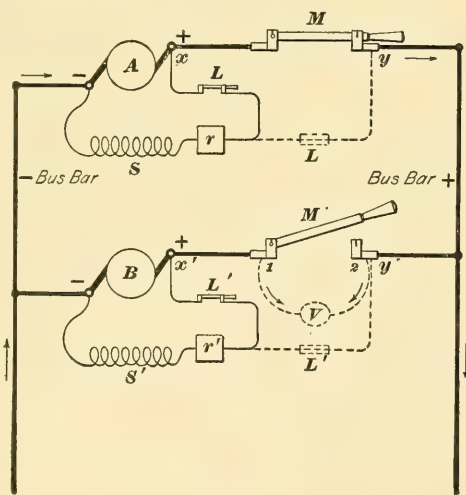 + M
- A x L y
S r L
- Bus Bar Bus Bar +
+ M'
- B x' L' 1 2 y'
V
S' r' L'